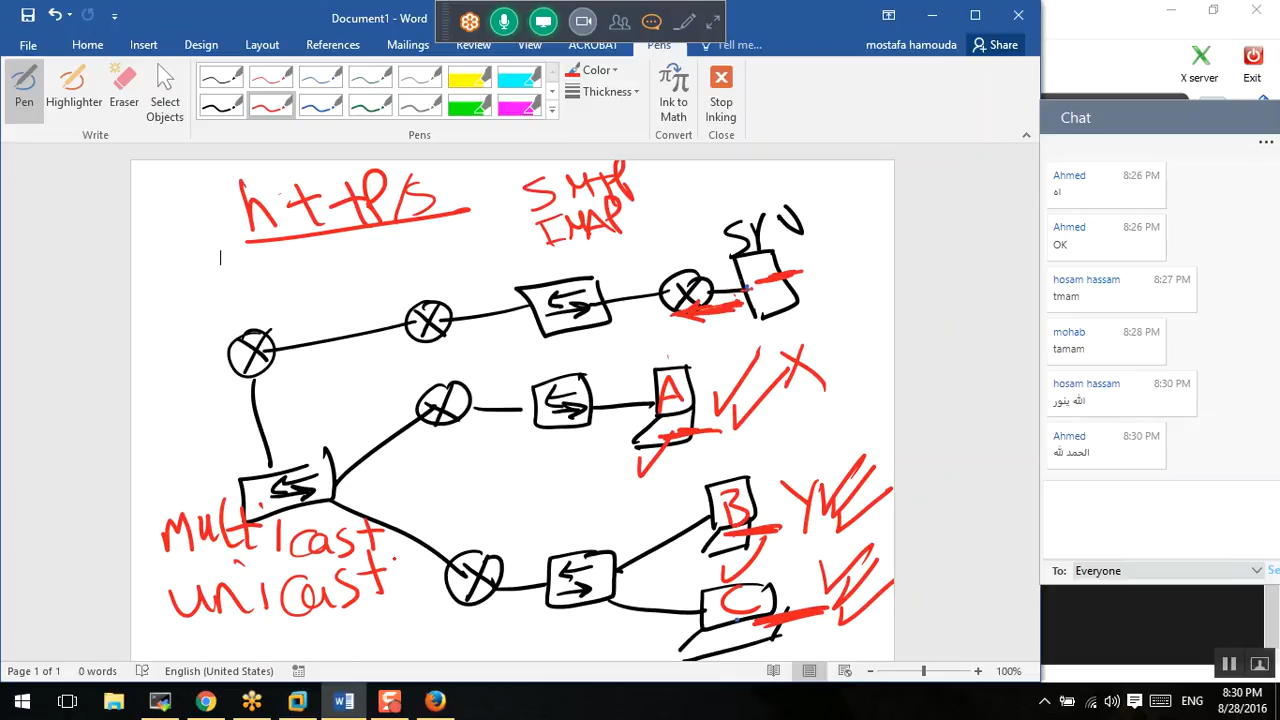 Document1 - Word
File
Home
Insert
Design
Layout
References
Mailings
Review
ACROBAT
Pens
Tell me...
mostafa hamouda
Share
X server
Exit
Pen
Highlighter
Eraser
Select Objects
Color
Thickness
Ink to Math
Stop Inking
Write
Pens
Convert
Close
Chat
Ahmed 8:26 PM
اه
Ahmed 8:26 PM
OK
hosam hassam 8:27 PM
tmam
mohab 8:28 PM
tamam
hosam hassam 8:30 PM
الله ينور
Ahmed 8:30 PM
الحمد لله
To: Everyone
Se
http/s
SMTP
IMAP
SrV
A
B
C
multicast
unicast
Page 1 of 1
0 words
English (United States)
100%
ENG
8:30 PM
8/28/2016